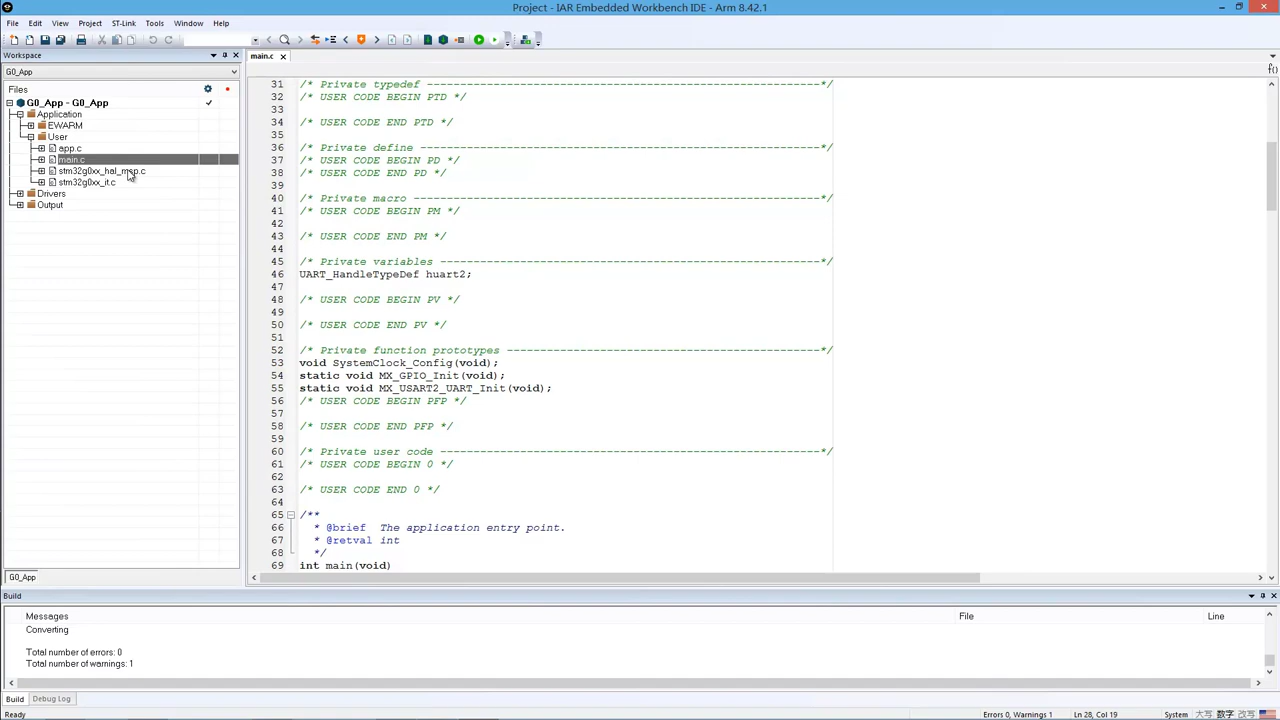 Project - IAR Embedded Workbench IDE - Arm 8.42.1
File Edit View Project ST-Link Tools Window Help
Workspace
G0_App
Files
G0_App - G0_App
Application
EWARM
User
app.c
main.c
stm32g0xx_hal_msp.c
stm32g0xx_it.c
Drivers
Output
G0_App
main.c
f()
31 /* Private typedef -----------------------------------------------------------*/
32 /* USER CODE BEGIN PTD */
33
34 /* USER CODE END PTD */
35
36 /* Private define ------------------------------------------------------------*/
37 /* USER CODE BEGIN PD */
38 /* USER CODE END PD */
39
40 /* Private macro -------------------------------------------------------------*/
41 /* USER CODE BEGIN PM */
42
43 /* USER CODE END PM */
44
45 /* Private variables ---------------------------------------------------------*/
46 UART_HandleTypeDef huart2;
47
48 /* USER CODE BEGIN PV */
49
50 /* USER CODE END PV */
51
52 /* Private function prototypes -----------------------------------------------*/
53 void SystemClock_Config(void);
54 static void MX_GPIO_Init(void);
55 static void MX_USART2_UART_Init(void);
56 /* USER CODE BEGIN PFP */
57
58 /* USER CODE END PFP */
59
60 /* Private user code ---------------------------------------------------------*/
61 /* USER CODE BEGIN 0 */
62
63 /* USER CODE END 0 */
64
65 /**
66 * @brief The application entry point.
67 * @retval int
68 */
69 int main(void)
Build
Messages File Line
Converting
Total number of errors: 0
Total number of warnings: 1
Build Debug Log
Ready Errors 0, Warnings 1 Ln 28, Col 19 System 大写 数字 改写